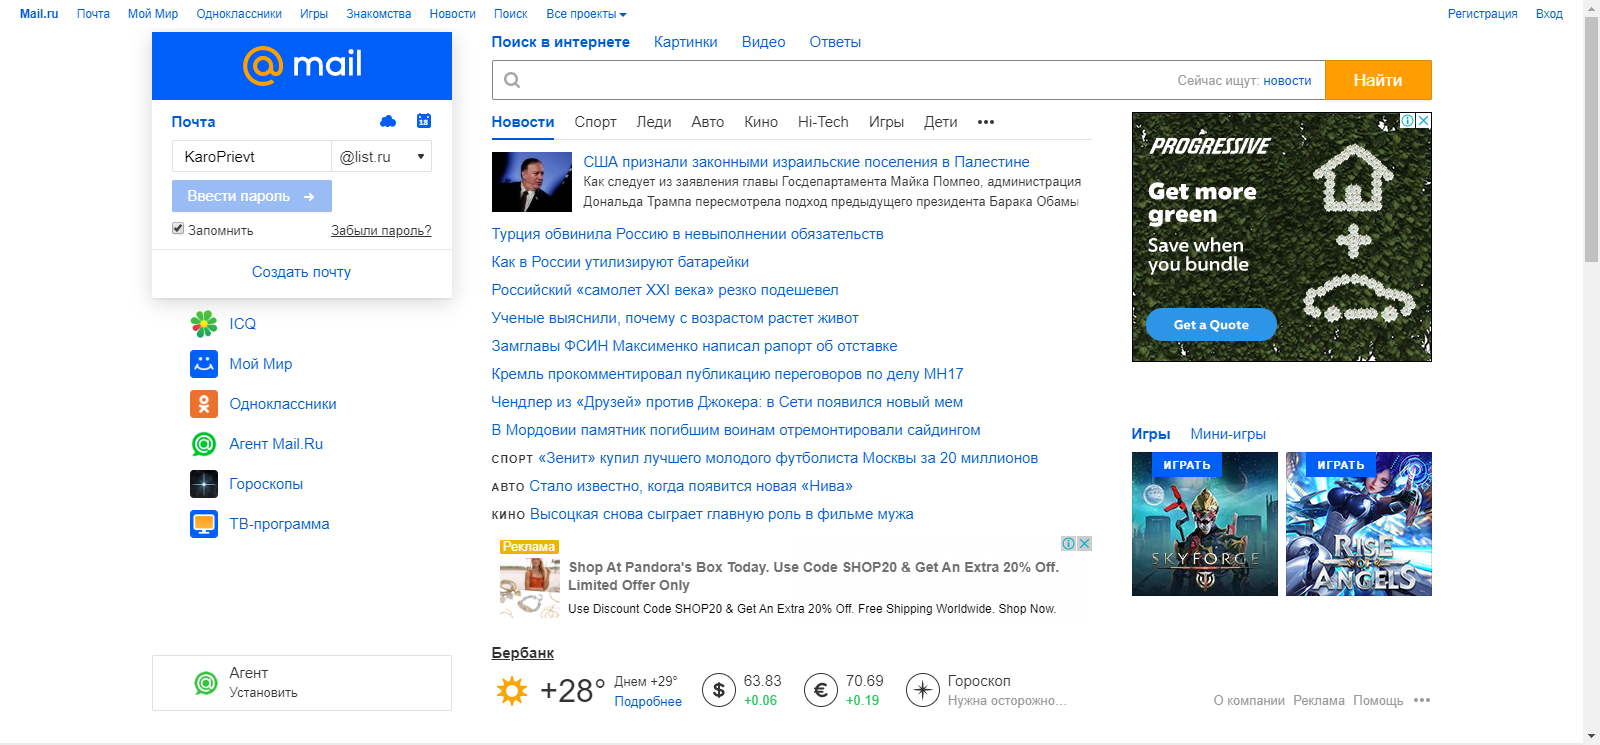 Mail.ru Почта Мой Мир Одноклассники Игры Знакомства Новости Поиск Все проекты Регистрация Вход
@mail
Почта 18
KaroPrievt @list.ru
Ввести пароль →
Запомнить Забыли пароль?
Создать почту
ICQ
Мой Мир
Одноклассники
Агент Mail.Ru
Гороскопы
ТВ-программа
Агент
Установить
Поиск в интернете Картинки Видео Ответы
Сейчас ищут: новости Найти
Новости Спорт Леди Авто Кино Hi-Tech Игры Дети •••
США признали законными израильские поселения в Палестине
Как следует из заявления главы Госдепартамента Майка Помпео, администрация
Дональда Трампа пересмотрела подход предыдущего президента Барака Обамы
Турция обвинила Россию в невыполнении обязательств
Как в России утилизируют батарейки
Российский «самолет XXI века» резко подешевел
Ученые выяснили, почему с возрастом растет живот
Замглавы ФСИН Максименко написал рапорт об отставке
Кремль прокомментировал публикацию переговоров по делу MH17
Чендлер из «Друзей» против Джокера: в Сети появился новый мем
В Мордовии памятник погибшим воинам отремонтировали сайдингом
СПОРТ «Зенит» купил лучшего молодого футболиста Москвы за 20 миллионов
АВТО Стало известно, когда появится новая «Нива»
КИНО Высоцкая снова сыграет главную роль в фильме мужа
Реклама
Shop At Pandora's Box Today. Use Code SHOP20 & Get An Extra 20% Off.
Limited Offer Only
Use Discount Code SHOP20 & Get An Extra 20% Off. Free Shipping Worldwide. Shop Now.
Бербанк
+28° Днем +29° Подробнее
$ 63.83 +0.06
€ 70.69 +0.19
Гороскоп
Нужна осторожно...
PROGRESSIVE
Get more
green
Save when
you bundle
Get a Quote
Игры Мини-игры
ИГРАТЬ ИГРАТЬ
SKYFORGE
RISE
OF
ANGELS
О компании Реклама Помощь •••